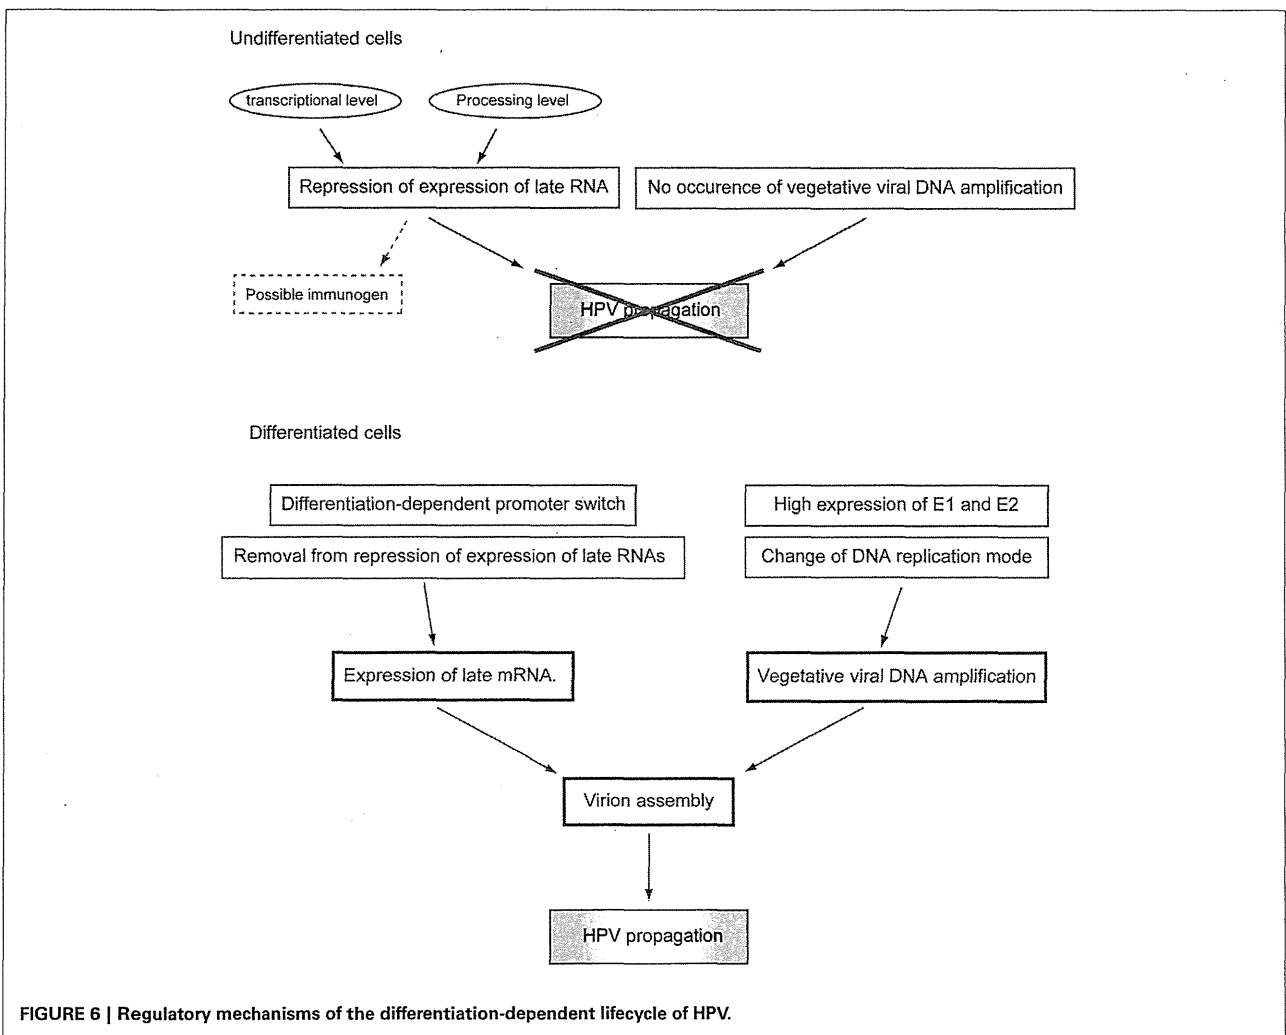 Undifferentiated cells
transcriptional level
Processing level
Repression of expression of late RNA
No occurence of vegetative viral DNA amplification
Possible immunogen
HPV propagation
Differentiated cells
Differentiation-dependent promoter switch
High expression of E1 and E2
Removal from repression of expression of late RNAs
Change of DNA replication mode
Expression of late mRNA.
Vegetative viral DNA amplification
Virion assembly
HPV propagation
FIGURE 6 | Regulatory mechanisms of the differentiation-dependent lifecycle of HPV.